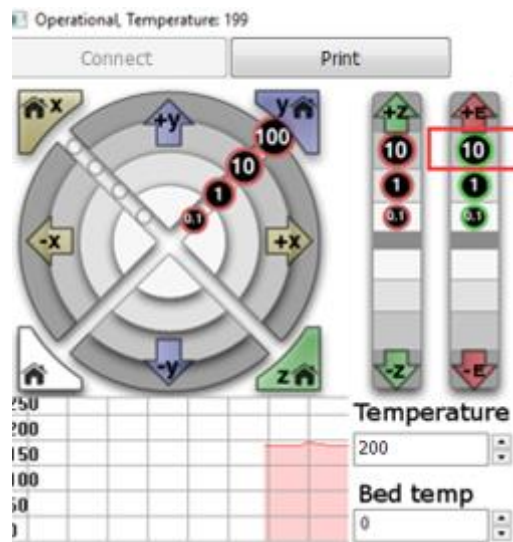 Operational, Temperature: 199
Connect
Print
x
+y
y
100
10
1
0.1
-x
+x
-y
z
+Z
10
1
0.1
-Z
+E
10
1
0.1
-E
250
200
150
100
50
0
Temperature
200
Bed temp
0